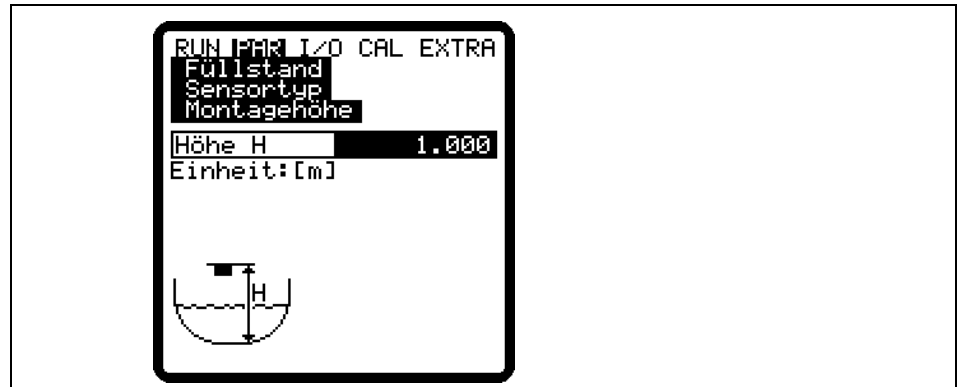 RUN PAR I/O CAL EXTRA
Füllstand
Sensortyp
Montagehöhe
Höhe H 1.000
Einheit:[m]
H